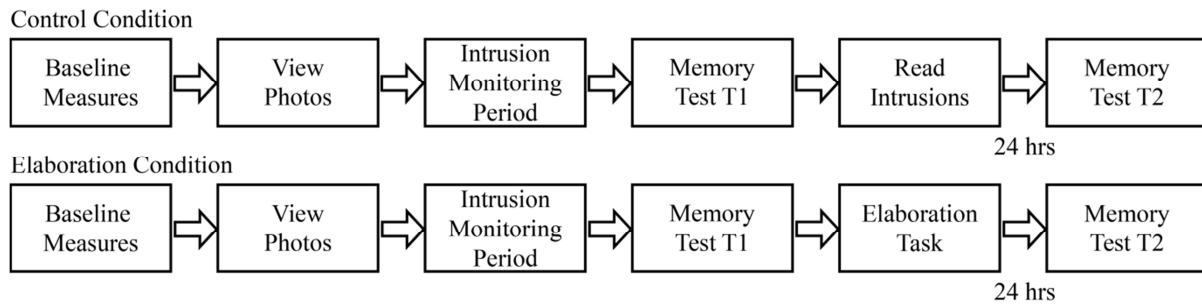 Control Condition
Baseline
Measures
View
Photos
Intrusion
Monitoring
Period
Memory
Test T1
Read
Intrusions
Memory
Test T2
24 hrs
Elaboration Condition
Baseline
Measures
View
Photos
Intrusion
Monitoring
Period
Memory
Test T1
Elaboration
Task
Memory
Test T2
24 hrs